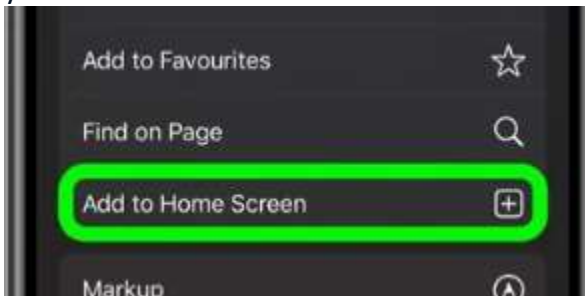 Add to Favourites
Find on Page
Add to Home Screen
Markup